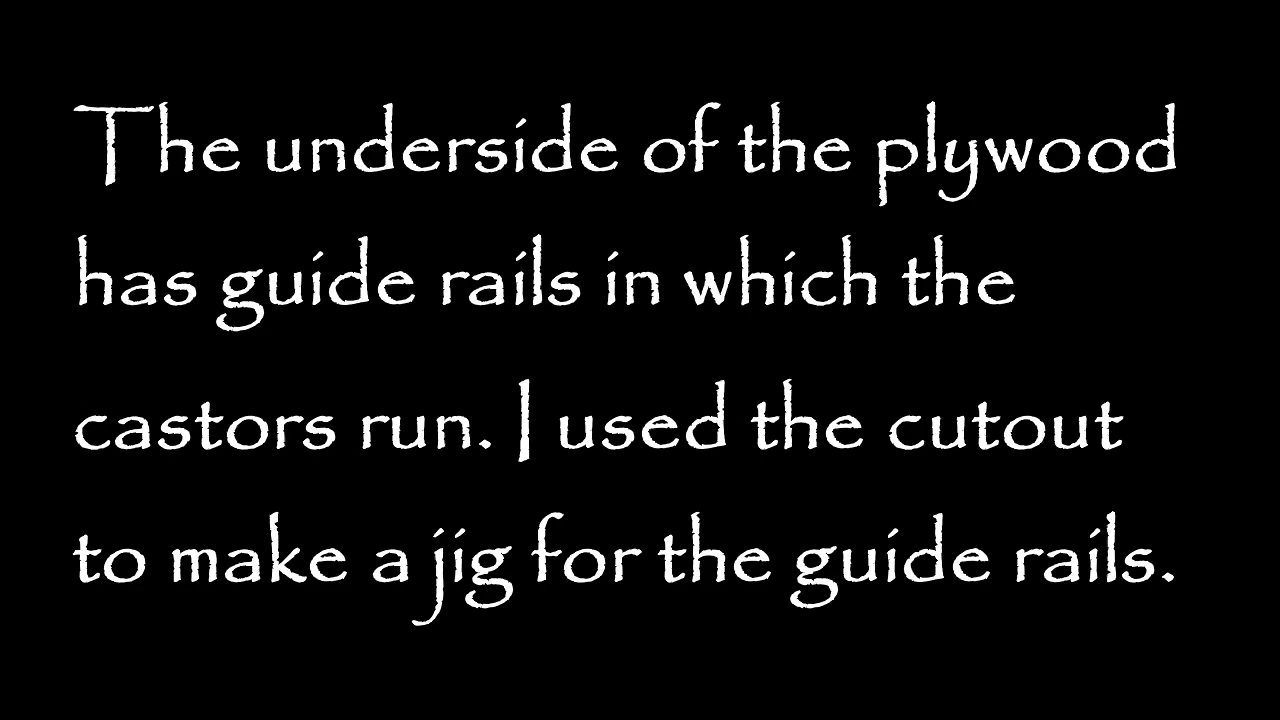 The underside of the plywood
has guide rails in which the
castors run. I used the cutout
to make a jig for the guide rails.